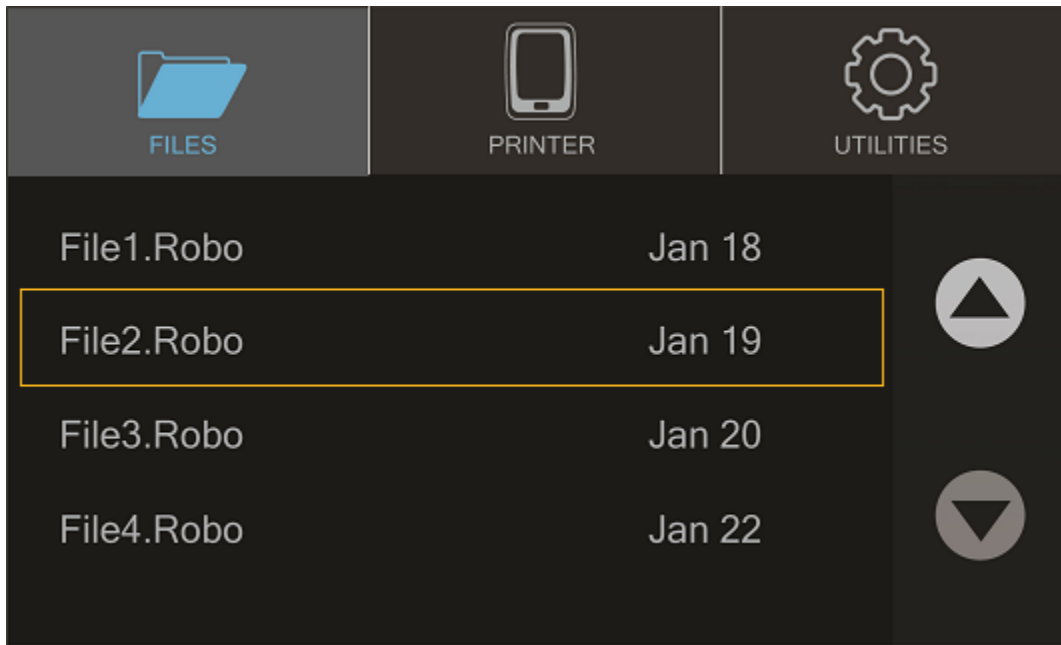 FILES PRINTER UTILITIES
File1.Robo Jan 18
File2.Robo Jan 19
File3.Robo Jan 20
File4.Robo Jan 22